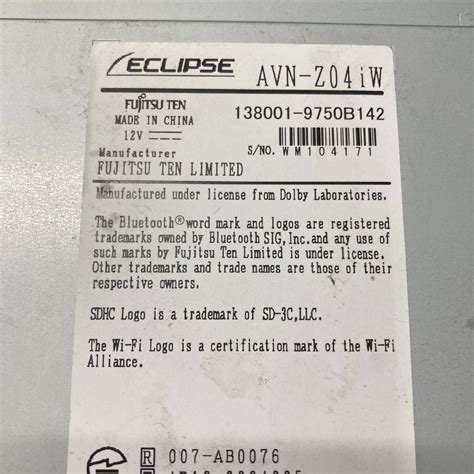 ECLIPSE AVN-Z04iW
FUJITSU TEN 138001-9750B142
MADE IN CHINA
12V
S/NO. WM104171
Manufacturer
FUJITSU TEN LIMITED
Manufactured under license from Dolby Laboratories.
The Bluetooth® word mark and logos are registered
trademarks owned by Bluetooth SIG,Inc.and any use of
such marks by Fujitsu Ten Limited is under license.
Other trademarks and trade names are those of their
respective owners.
SDHC Logo is a trademark of SD-3C,LLC.
The Wi-Fi Logo is a certification mark of the Wi-Fi
Alliance.
R 007-AB0076